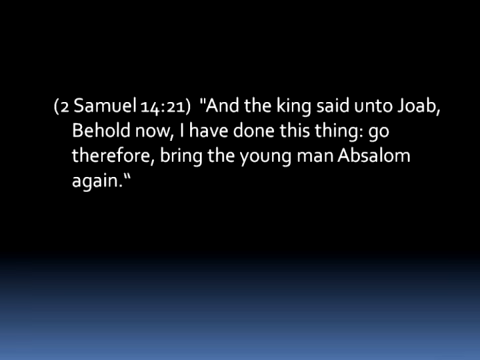 (2 Samuel 14:21)  "And the king said unto Joab,
Behold now, I have done this thing: go
therefore, bring the young man Absalom
again.“